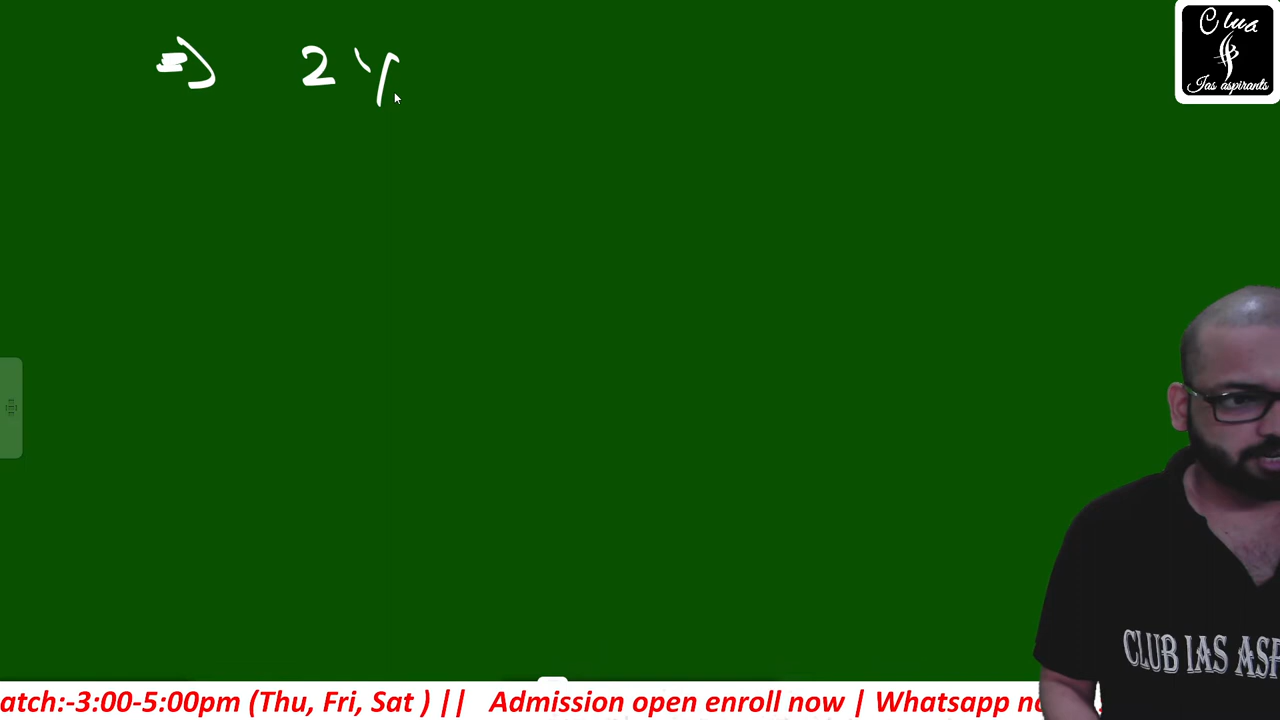 ⇒ 2 %
Club
Ias aspirants
CLUB IAS ASP
atch:-3:00-5:00pm (Thu, Fri, Sat ) || Admission open enroll now | Whatsapp n